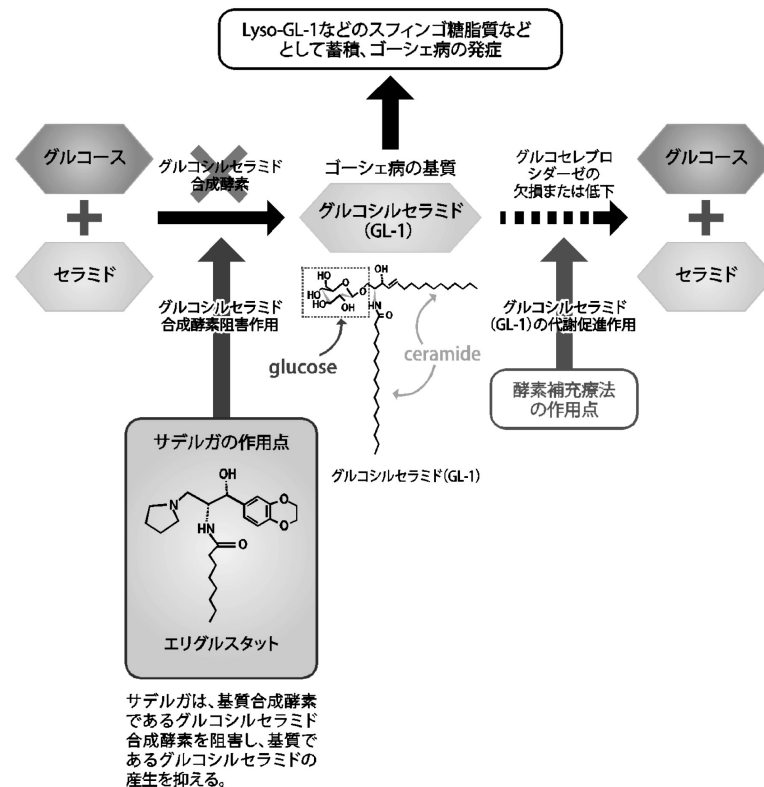 Lyso-GL-1などのスフィンゴ糖脂質など
として蓄積、ゴーシェ病の発症
グルコース
+
セラミド
グルコシルセラミド
合成酵素
ゴーシェ病の基質
グルコシルセラミド
(GL-1)
グルコセレブロ
シダーゼの
欠損または低下
グルコース
+
セラミド
グルコシルセラミド
合成酵素阻害作用
HO
OH
HO
HO
OH
O
O
HN
O
glucose
ceramide
グルコシルセラミド(GL-1)
グルコシルセラミド
(GL-1)の代謝促進作用
酵素補充療法
の作用点
サデルガの作用点
OH
N
O
O
HN
O
エリグルスタット
サデルガは、基質合成酵素
であるグルコシルセラミド
合成酵素を阻害し、基質で
あるグルコシルセラミドの
産生を抑える。